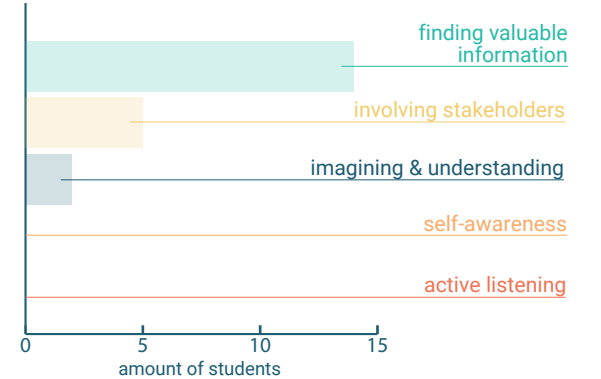 finding valuable
information
involving stakeholders
imagining & understanding
self-awareness
active listening
0 5 10 15
amount of students